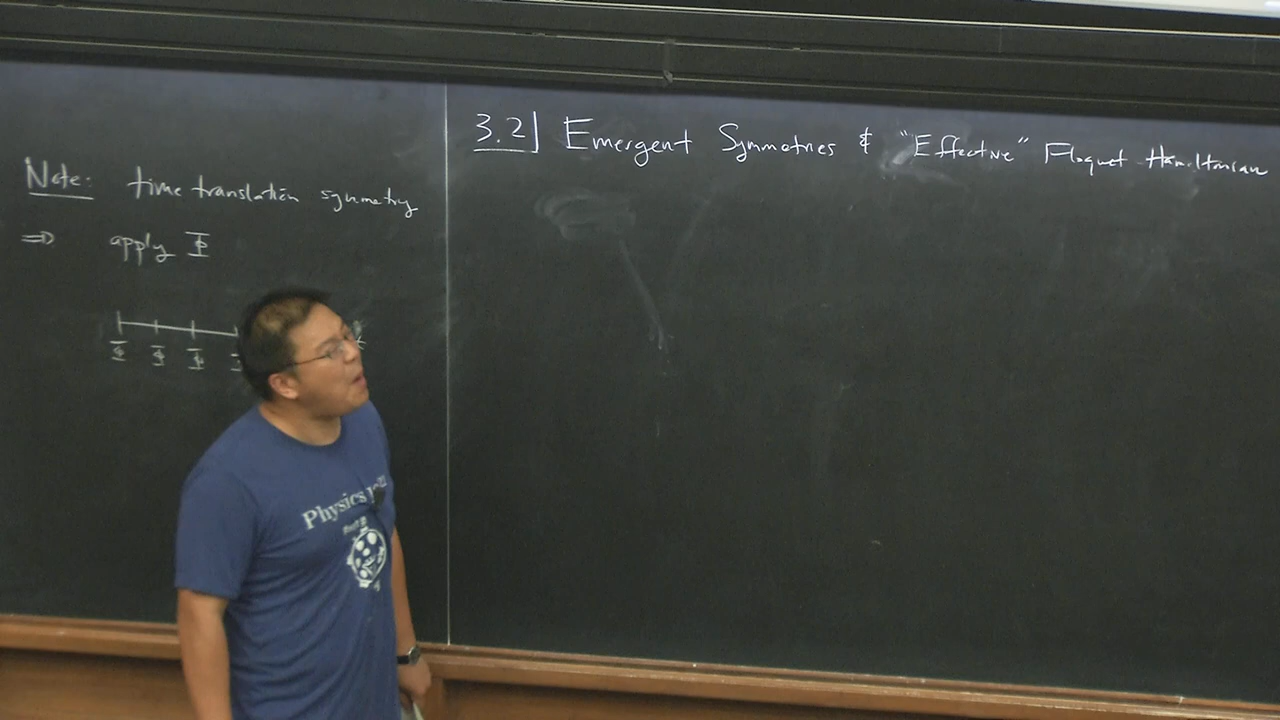 Note: time translation symmetry
⇒ apply Φ
Φ Φ Φ
3.2| Emergent Symmetries & "Effective" Floquet Hamiltonian
Physics